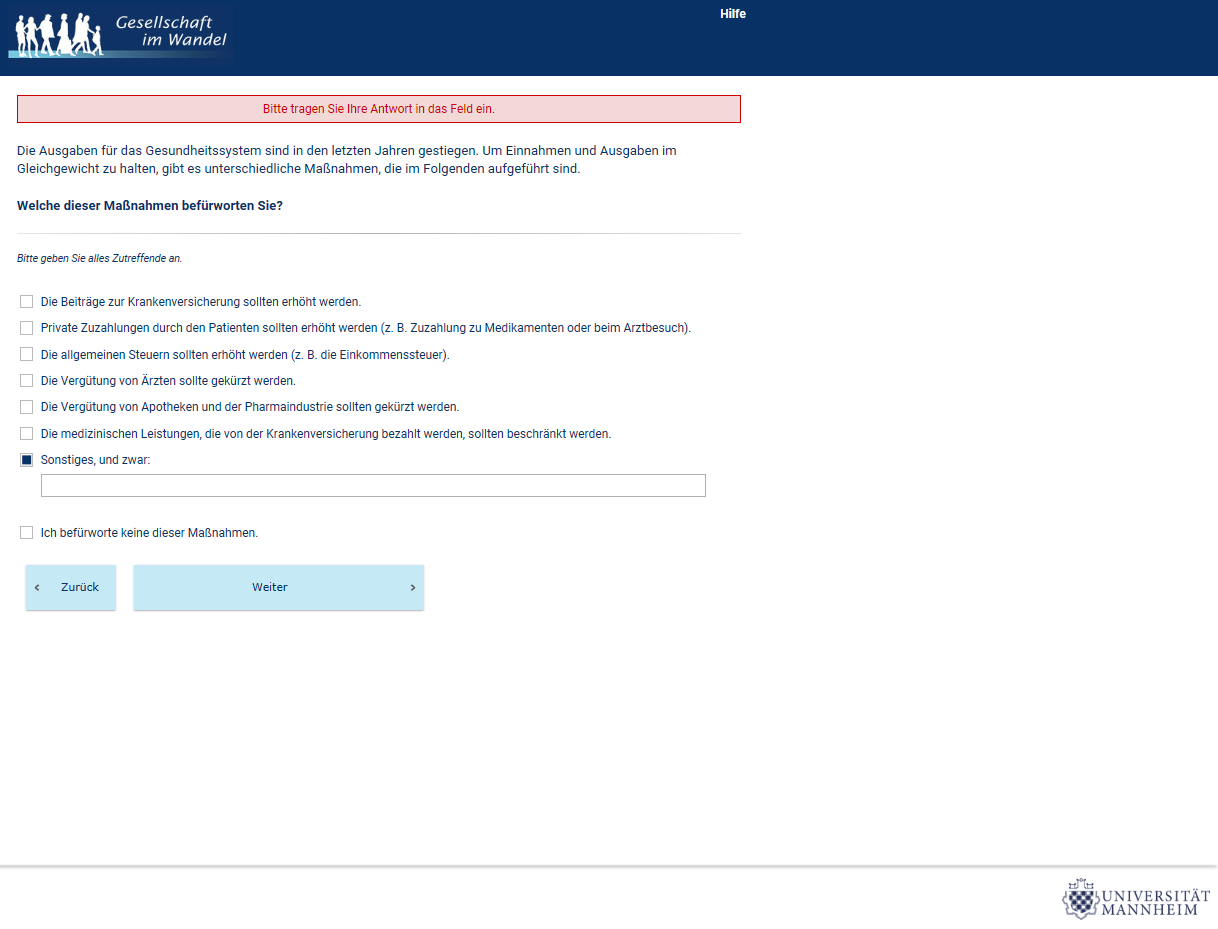 Gesellschaft
im Wandel
Hilfe
Bitte tragen Sie Ihre Antwort in das Feld ein.
Die Ausgaben für das Gesundheitssystem sind in den letzten Jahren gestiegen. Um Einnahmen und Ausgaben im
Gleichgewicht zu halten, gibt es unterschiedliche Maßnahmen, die im Folgenden aufgeführt sind.
Welche dieser Maßnahmen befürworten Sie?
Bitte geben Sie alles Zutreffende an.
Die Beiträge zur Krankenversicherung sollten erhöht werden.
Private Zuzahlungen durch den Patienten sollten erhöht werden (z. B. Zuzahlung zu Medikamenten oder beim Arztbesuch).
Die allgemeinen Steuern sollten erhöht werden (z. B. die Einkommenssteuer).
Die Vergütung von Ärzten sollte gekürzt werden.
Die Vergütung von Apotheken und der Pharmaindustrie sollten gekürzt werden.
Die medizinischen Leistungen, die von der Krankenversicherung bezahlt werden, sollten beschränkt werden.
Sonstiges, und zwar:
Ich befürworte keine dieser Maßnahmen.
Zurück
Weiter
UNIVERSITÄT
MANNHEIM